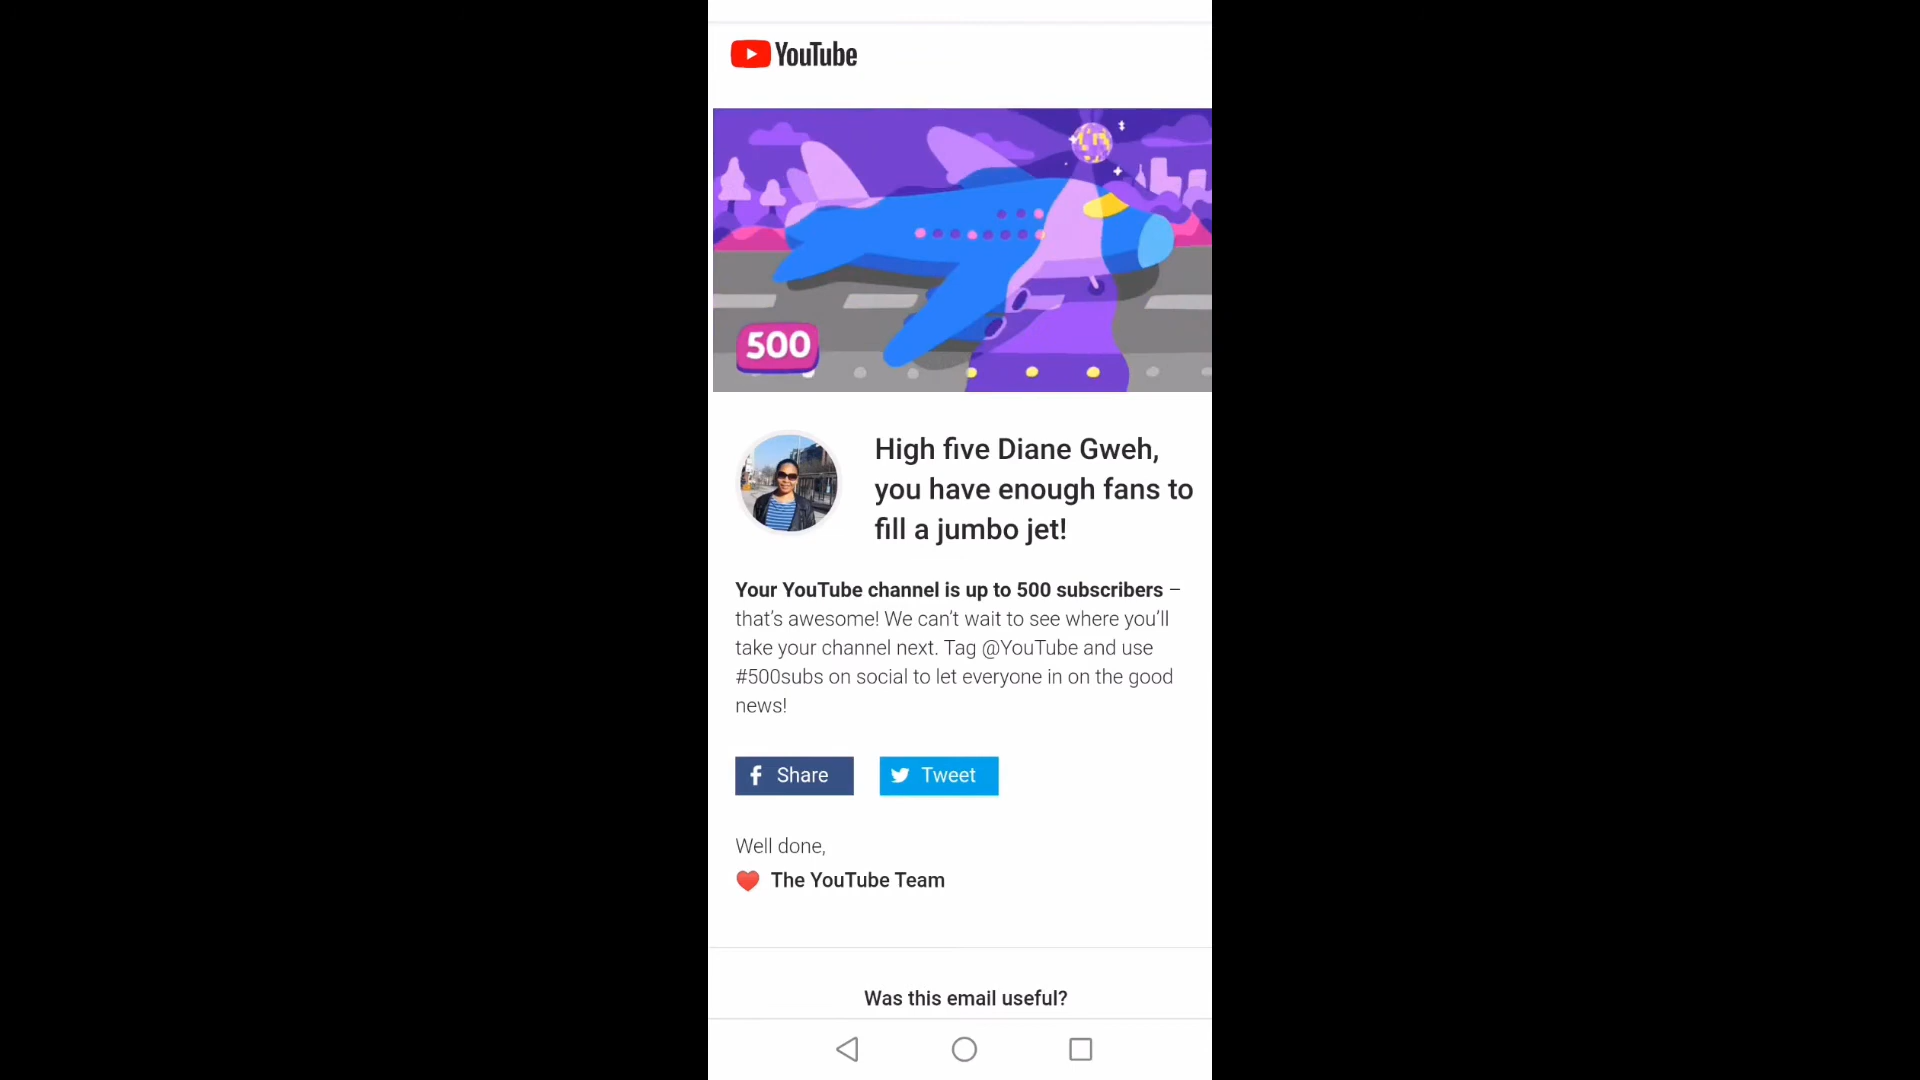 YouTube
500
High five Diane Gweh,
you have enough fans to
fill a jumbo jet!
Your YouTube channel is up to 500 subscribers –
that’s awesome! We can’t wait to see where you’ll
take your channel next. Tag @YouTube and use
#500subs on social to let everyone in on the good
news!
Share Tweet
Well done,
The YouTube Team
Was this email useful?